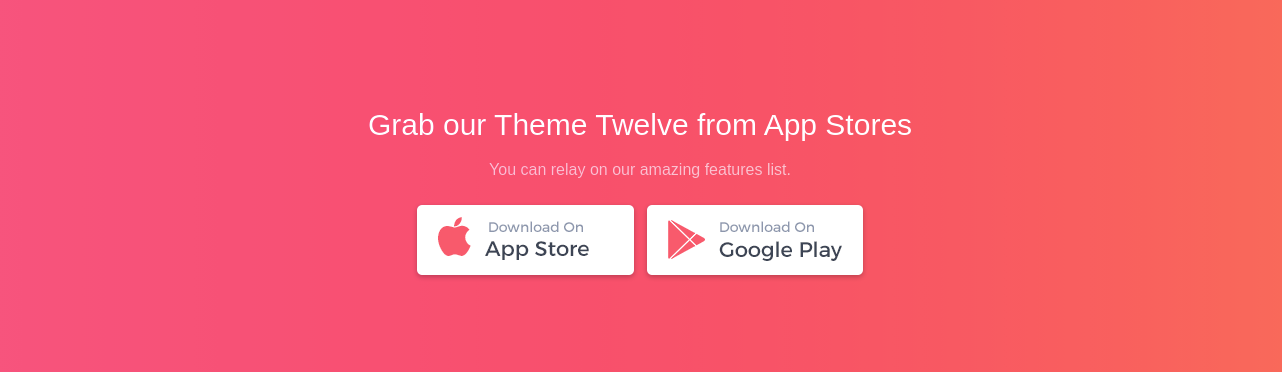 Grab our Theme Twelve from App Stores
You can relay on our amazing features list.
Download On
App Store
Download On
Google Play